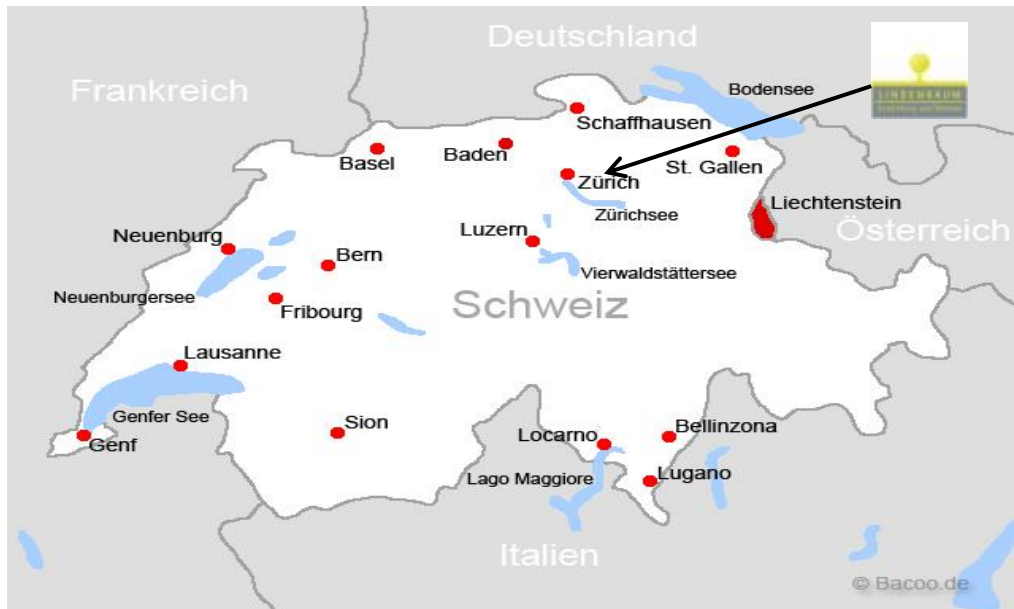 Deutschland
Frankreich
Bodensee
LINDENBAUM
Schaffhausen
Baden
Basel
St. Gallen
Zürich
Liechtenstein
Zürichsee
Österreich
Luzern
Neuenburg
Bern
Vierwaldstättersee
Neuenburgersee
Schweiz
Fribourg
Lausanne
Genfer See
Sion
Genf
Locarno
Bellinzona
Lago Maggiore
Lugano
Italien
© Bacoo.de